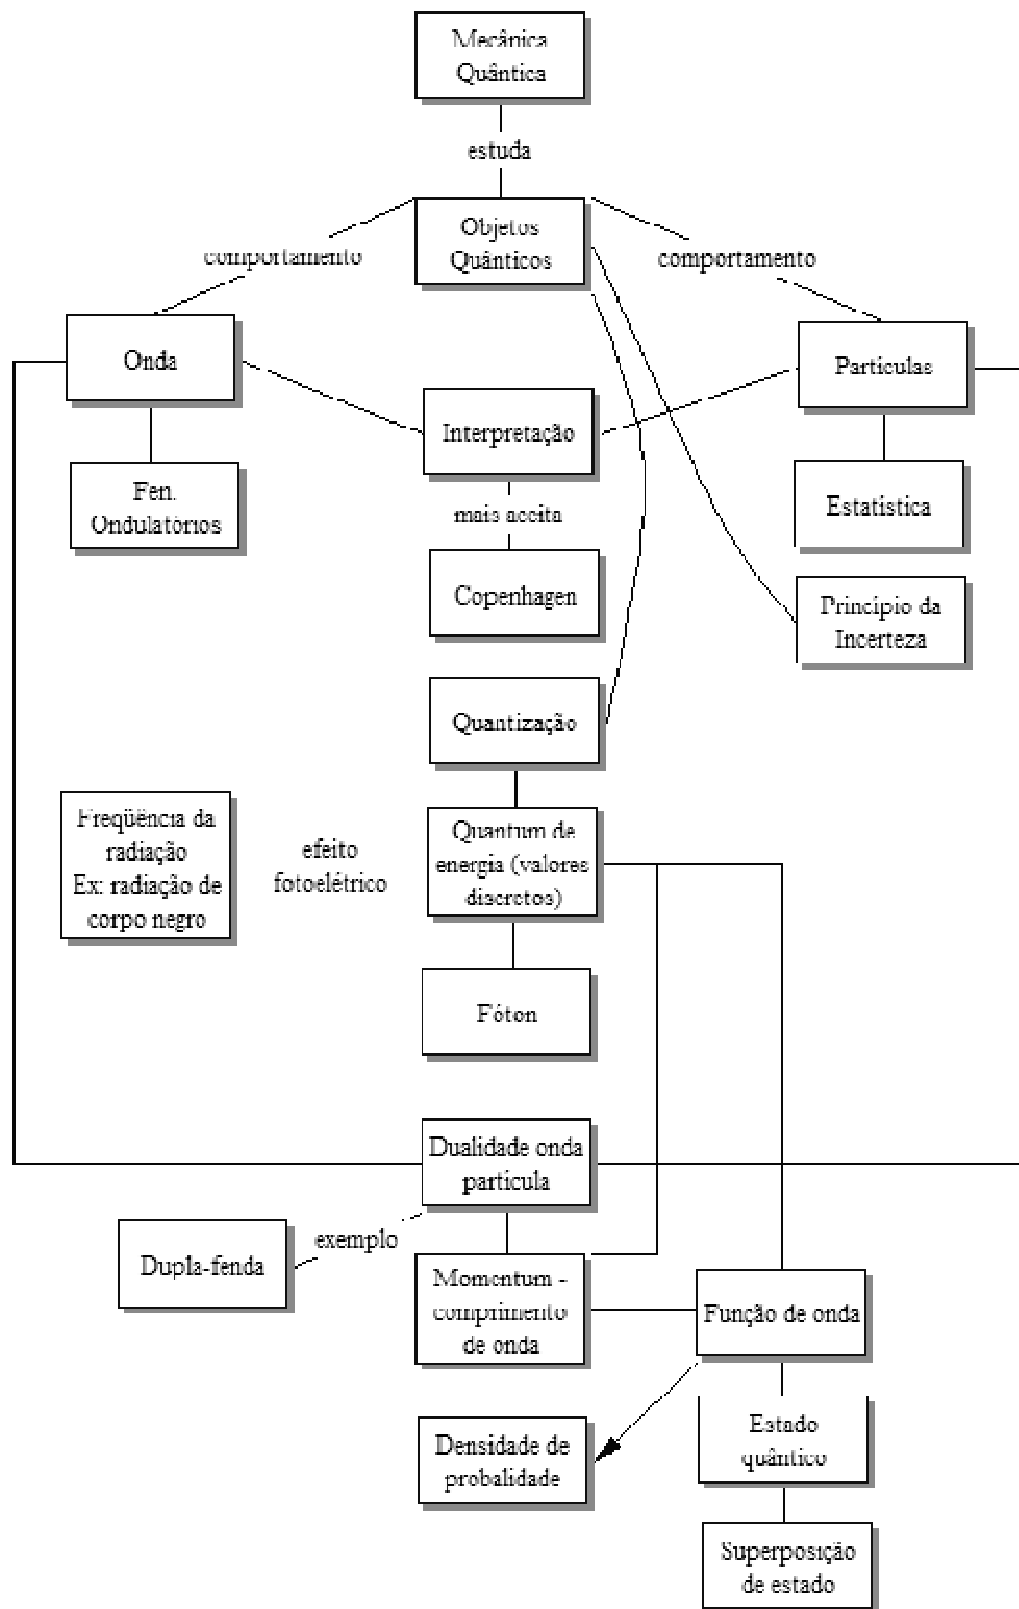 Mecânica
Quântica
estuda
Objetos
Quânticos
comportamento
comportamento
Onda
Partículas
Interpretação
Fen.
Ondulatórios
Estatística
mais aceita
Copenhagen
Princípio da
Incerteza
Quantização
Freqüência da
radiação
Ex: radiação de
corpo negro
efeito
fotoelétrico
Quantum de
energia (valores
discretos)
Fóton
Dualidade onda
partícula
exemplo
Dupla-fenda
Momentum -
comprimento
de onda
Função de onda
Densidade de
probalidade
Estado
quântico
Superposição
de estado